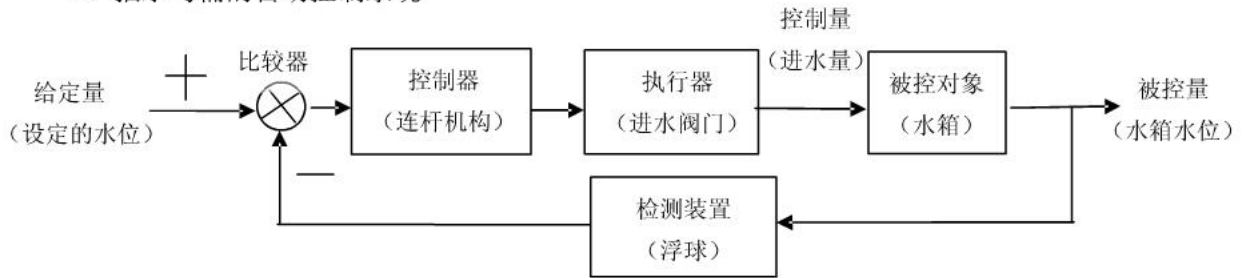 控制量
（进水量）
比较器
给定量
（设定的水位）
+
控制器
（连杆机构）
执行器
（进水阀门）
被控对象
（水箱）
被控量
（水箱水位）
—
检测装置
（浮球）